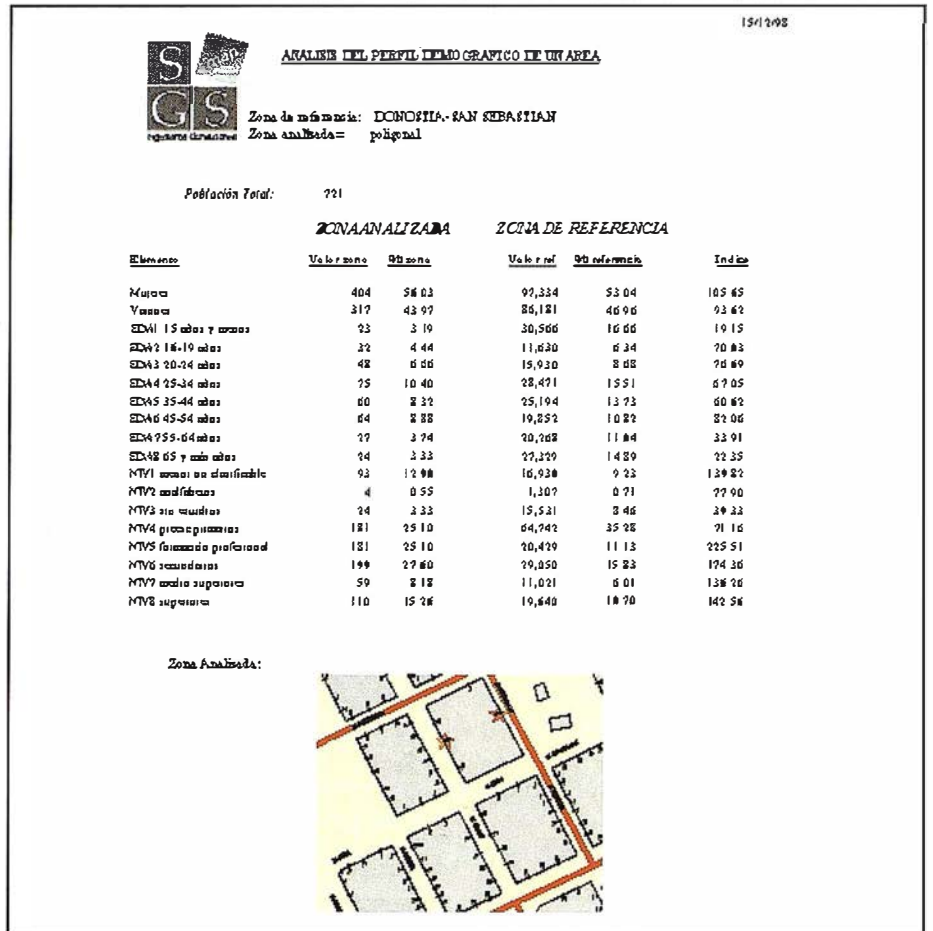 15/12/98
SGS
ANALISIS DEL PERFIL DEMOGRAFICO DE UN AREA
Zona de referencia: DONOSTIA-SAN SEBASTIAN
Zona analizada= poligonal
Población Total: 721
ZONA ANALIZADA ZONA DE REFERENCIA
Elemento Valor zona % zona Valor ref % referencia Indice
Mujeres 404 56 03 97,334 53 04 105 65
Varones 317 43 97 86,181 46 96 93 62
EDA1 15 años y menos 23 3 19 30,566 16 66 19 15
EDA2 16-19 años 32 4 44 11,630 6 34 70 03
EDA3 20-24 años 48 6 66 15,930 8 68 76 69
EDA4 25-34 años 75 10 40 28,471 15 51 67 05
EDA5 35-44 años 60 8 32 25,194 13 73 60 62
EDA6 45-54 años 64 8 88 19,852 10 82 82 06
EDA7 55-64 años 27 3 74 20,268 11 04 33 91
EDA8 65 y más años 24 3 33 27,329 14 89 22 35
NIV1 menor no clasificable 93 12 90 16,930 9 23 139 82
NIV2 analfabetos 4 0 55 1,307 0 71 77 90
NIV3 sin estudios 24 3 33 15,531 8 46 39 33
NIV4 preescolar primarios 181 25 10 64,742 35 28 71 16
NIV5 formación profesional 181 25 10 20,429 11 13 225 51
NIV6 secundarios 199 27 60 29,050 15 83 174 36
NIV7 medio superiores 59 8 18 11,021 6 01 136 26
NIV8 superiores 110 15 26 19,640 10 70 142 56
Zona Analizada: